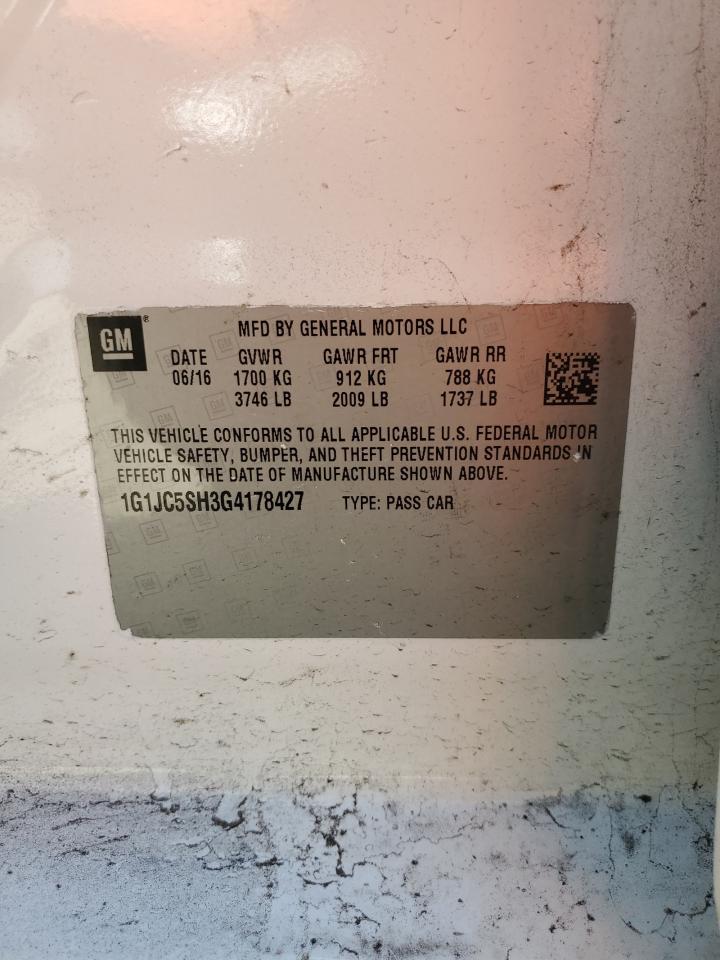 GM®
MFD BY GENERAL MOTORS LLC
DATE GVWR GAWR FRT GAWR RR
06/16 1700 KG 912 KG 788 KG
3746 LB 2009 LB 1737 LB
THIS VEHICLE CONFORMS TO ALL APPLICABLE U.S. FEDERAL MOTOR
VEHICLE SAFETY, BUMPER, AND THEFT PREVENTION STANDARDS IN
EFFECT ON THE DATE OF MANUFACTURE SHOWN ABOVE.
1G1JC5SH3G4178427 TYPE: PASS CAR